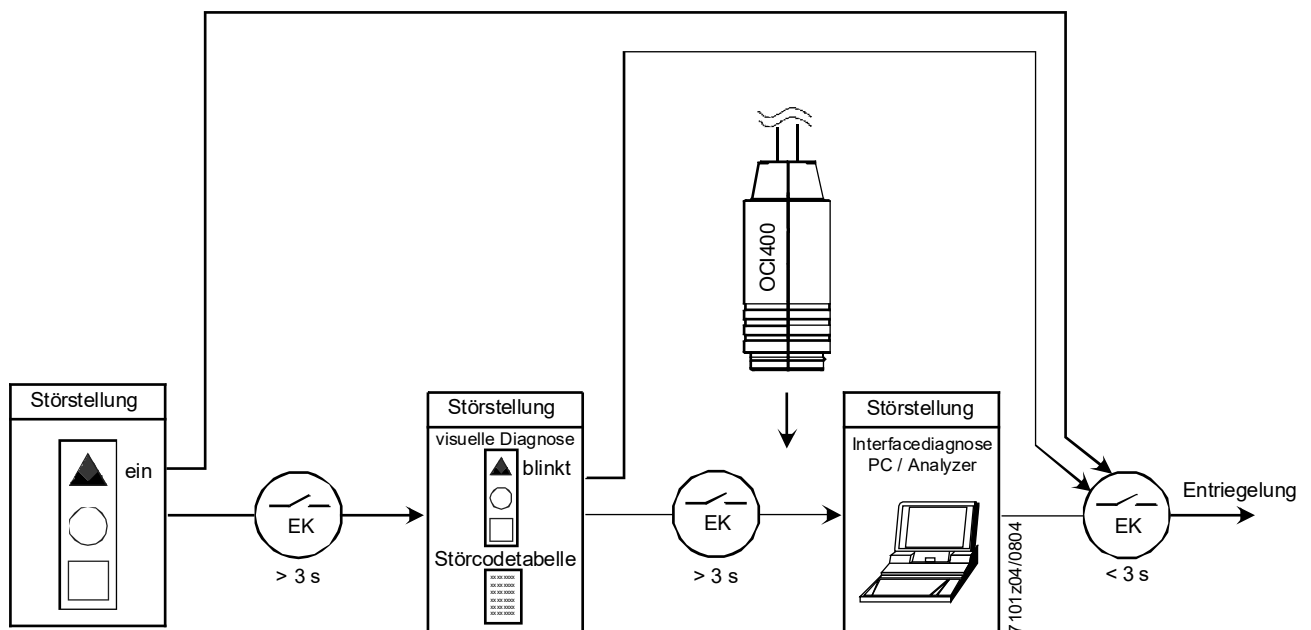 Störstellung
ein
EK
> 3 s
Störstellung
visuelle Diagnose
blinkt
Störcodetabelle
OCI400
EK
> 3 s
Störstellung
Interfacediagnose
PC / Analyzer
7101z04/0804
EK
< 3 s
Entriegelung